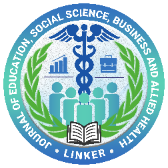 JOURNAL OF EDUCATION, SOCIAL SCIENCE, BUSINESS AND ALLIED HEALTH
• LINKER •